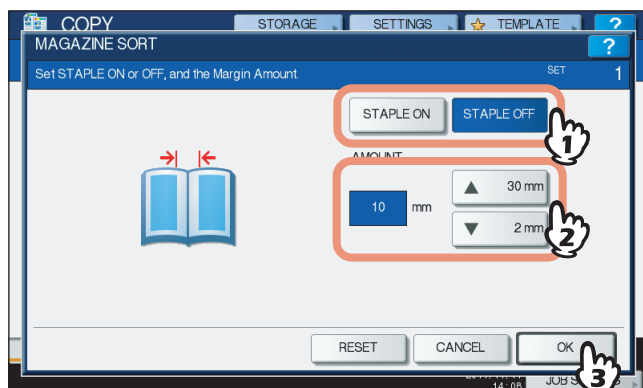 COPY
STORAGE
SETTINGS
TEMPLATE
?
MAGAZINE SORT
?
Set STAPLE ON or OFF, and the Margin Amount.
SET
1
STAPLE ON
STAPLE OFF
1
AMOUNT
10 mm
30 mm
2 mm
2
RESET
CANCEL
OK
3
14:08